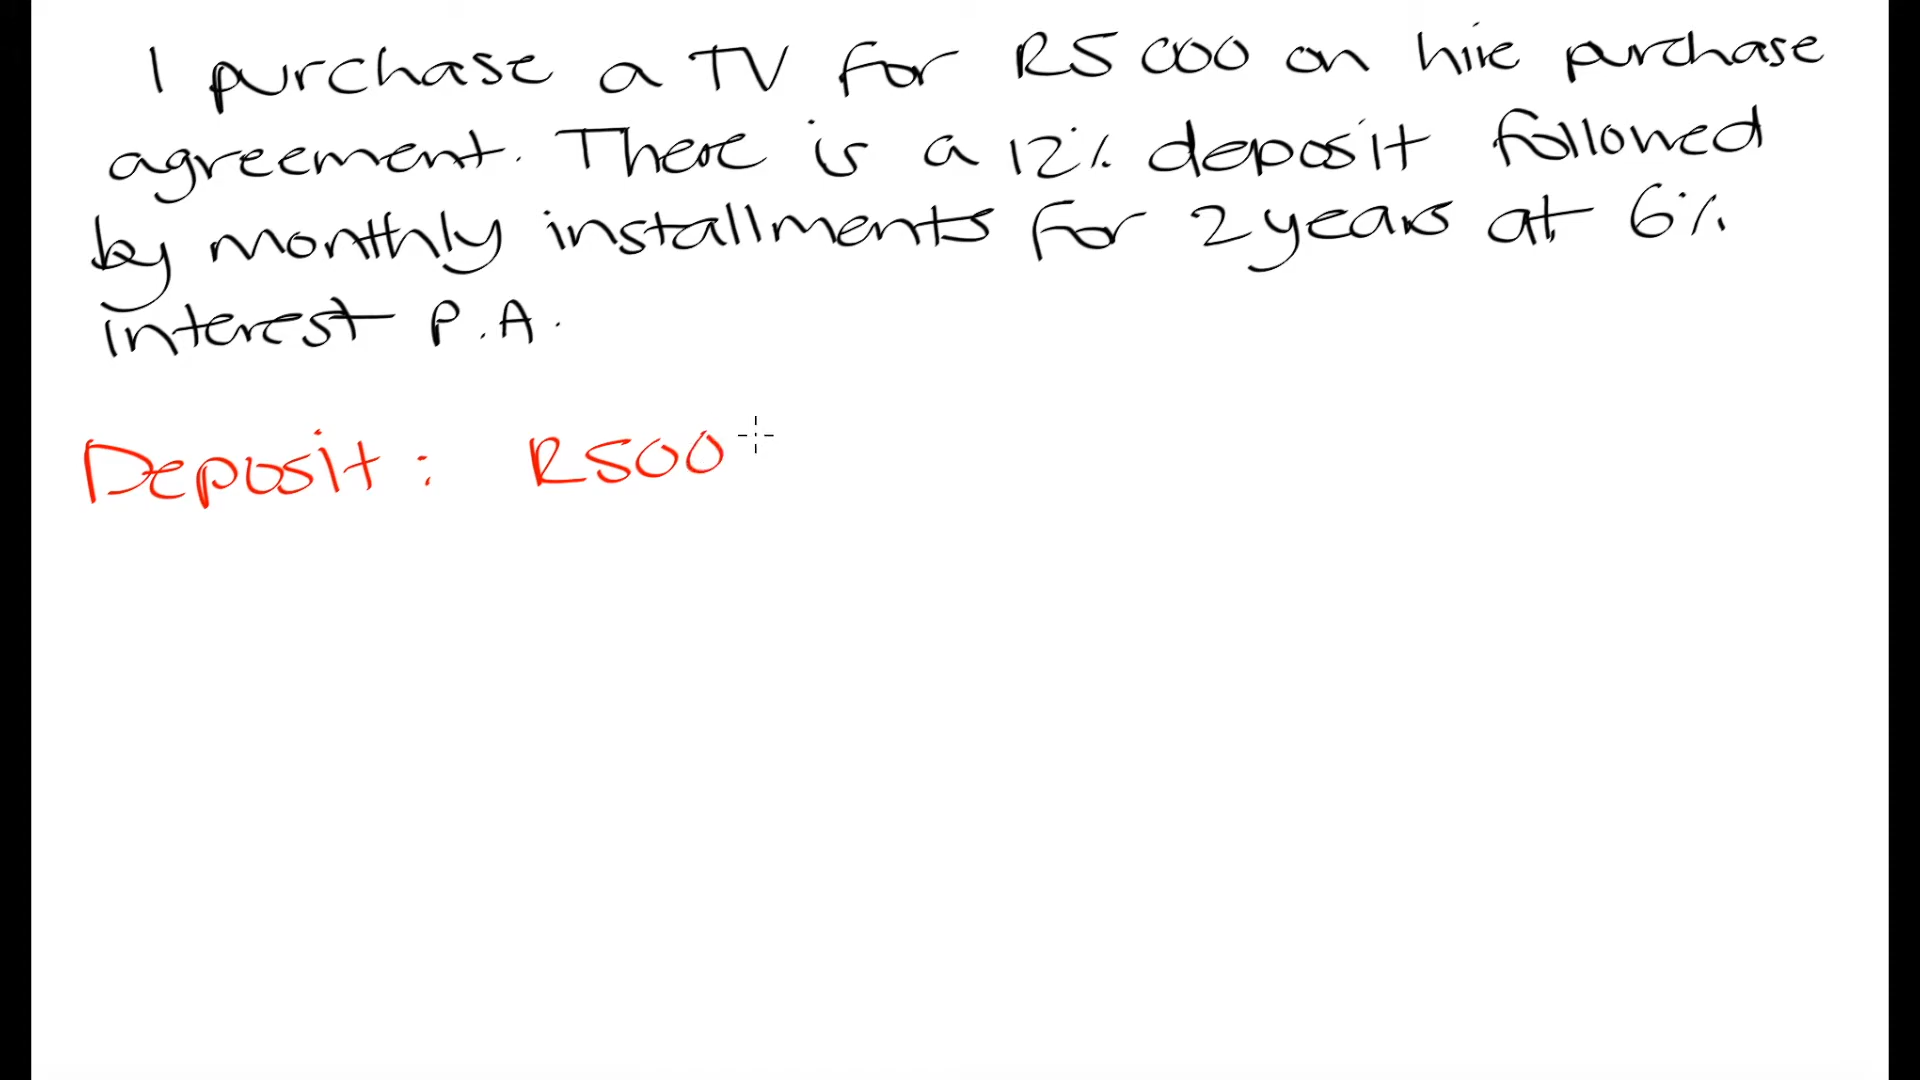 I purchase a TV for R5 000 on hire purchase
agreement. There is a 12% deposit followed
by monthly installments for 2 years at 6%
interest P.A.
Deposit: R500